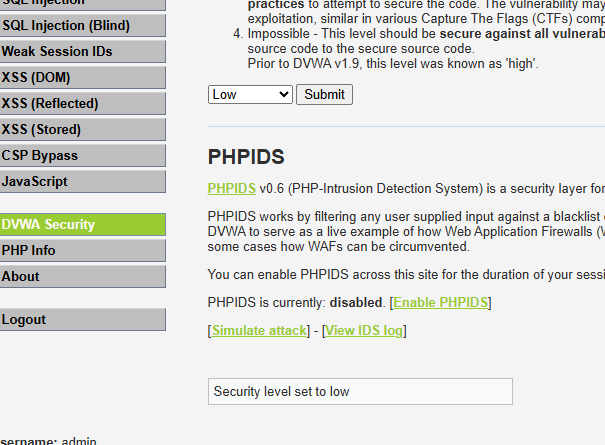 SQL Injection
SQL Injection (Blind)
Weak Session IDs
XSS (DOM)
XSS (Reflected)
XSS (Stored)
CSP Bypass
JavaScript
DVWA Security
PHP Info
About
Logout
practices to attempt to secure the code. The vulnerability may
exploitation, similar in various Capture The Flags (CTFs)
4. Impossible - This level should be secure against all
source code to the secure source code.
Prior to DVWA v1.9, this level was known as 'high'.
Low Submit
PHPIDS
PHPIDS v0.6 (PHP-Intrusion Detection System) is a security layer for
PHPIDS works by filtering any user supplied input against a blacklist
DVWA to serve as a live example of how Web Application Firewalls
some cases how WAFs can be circumvented.
You can enable PHPIDS across this site for the duration of your
PHPIDS is currently: disabled. [Enable PHPIDS]
[Simulate attack] - [View IDS log]
Security level set to low
sername: admin